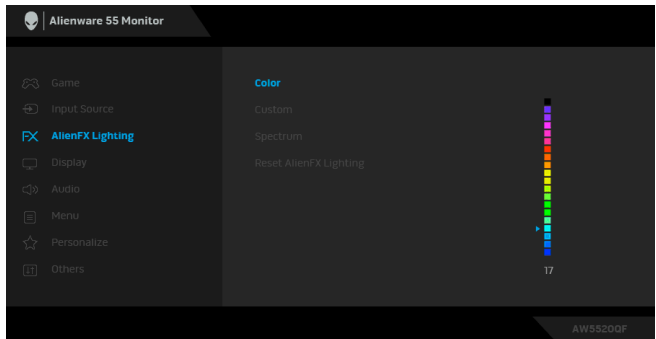 Alienware 55 Monitor
Game
Input Source
FX AlienFX Lighting
Display
Audio
Menu
Personalize
Others
Color
Custom
Spectrum
Reset AlienFX Lighting
17
AW5520QF